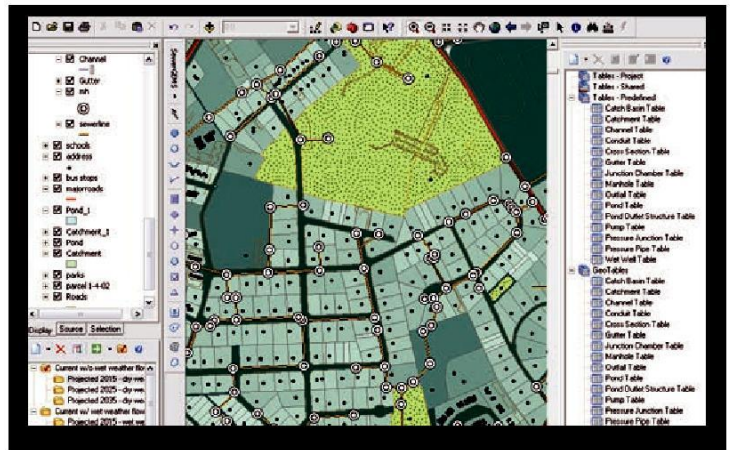 Channel
Gutter
mh
sewerline
schools
address
bus stops
majorroads
Pond_1
Catchment_1
Pond
Catchment
parks
parcel 1-4-02
Roads
Display Source Selection
Current w/o wet weather flow
Projected 2015 - dry we
Projected 2025 - dry we
Projected 2035 - dry we
Current w/ wet weather flow
Projected 2015 - wet we
SewerGEMS
Tables - Project
Tables - Shared
Tables - Predefined
Catch Basin Table
Catchment Table
Channel Table
Conduit Table
Cross Section Table
Gutter Table
Junction Chamber Table
Manhole Table
Outfall Table
Pond Table
Pond Outlet Structure Table
Pump Table
Pressure Junction Table
Pressure Pipe Table
Wet Well Table
GeoTables
Catch Basin Table
Catchment Table
Channel Table
Conduit Table
Cross Section Table
Gutter Table
Junction Chamber Table
Manhole Table
Outfall Table
Pond Table
Pond Outlet Structure Table
Pump Table
Pressure Junction Table
Pressure Pipe Table